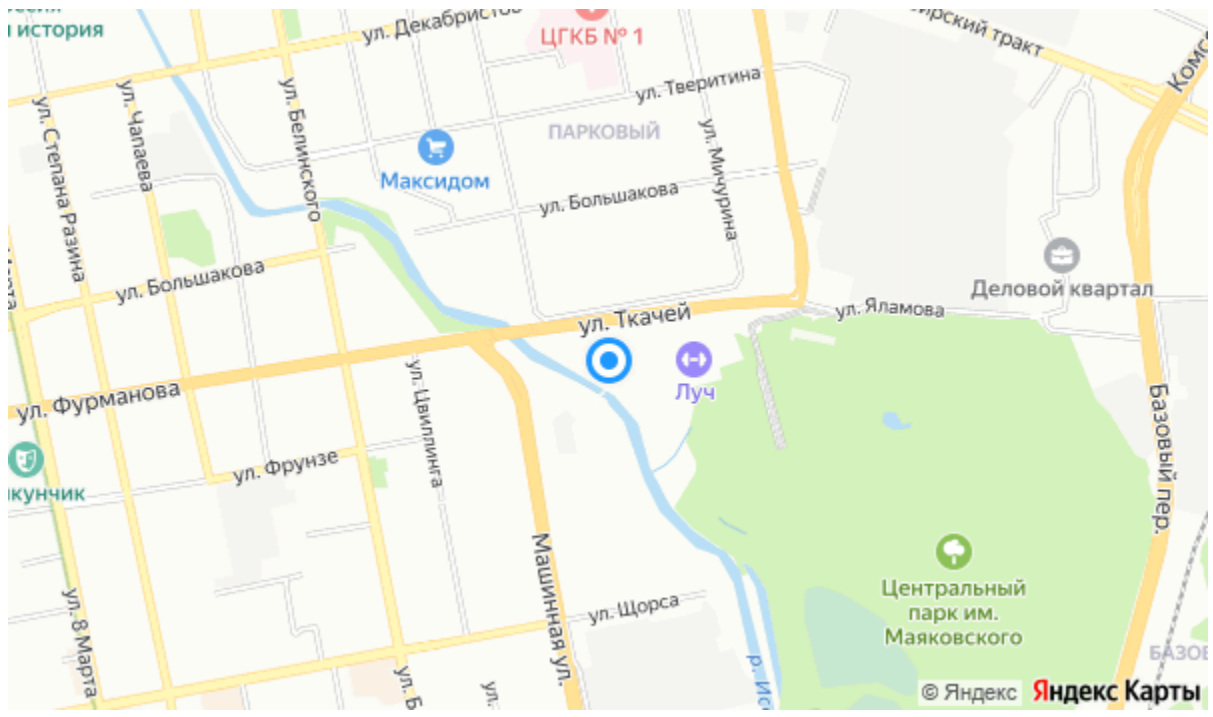 и история
ул. Декабристов
ЦГКБ № 1
ул. Тверитина
ПАРКОВЫЙ
ул. Мичурина
ул. Степана Разина
ул. Чапаева
ул. Белинского
Максидом
ул. Большакова
ул. Большакова
Деловой квартал
ул. Яламова
ул. Ткачей
Луч
ул. Фурманова
ул. Цвиллинга
ул. Фрунзе
Базовый пер.
Машинная ул.
Центральный
парк им.
Маяковского
ул. Щорса
ул. 8 Марта
ул.
© Яндекс
Яндекс Карты